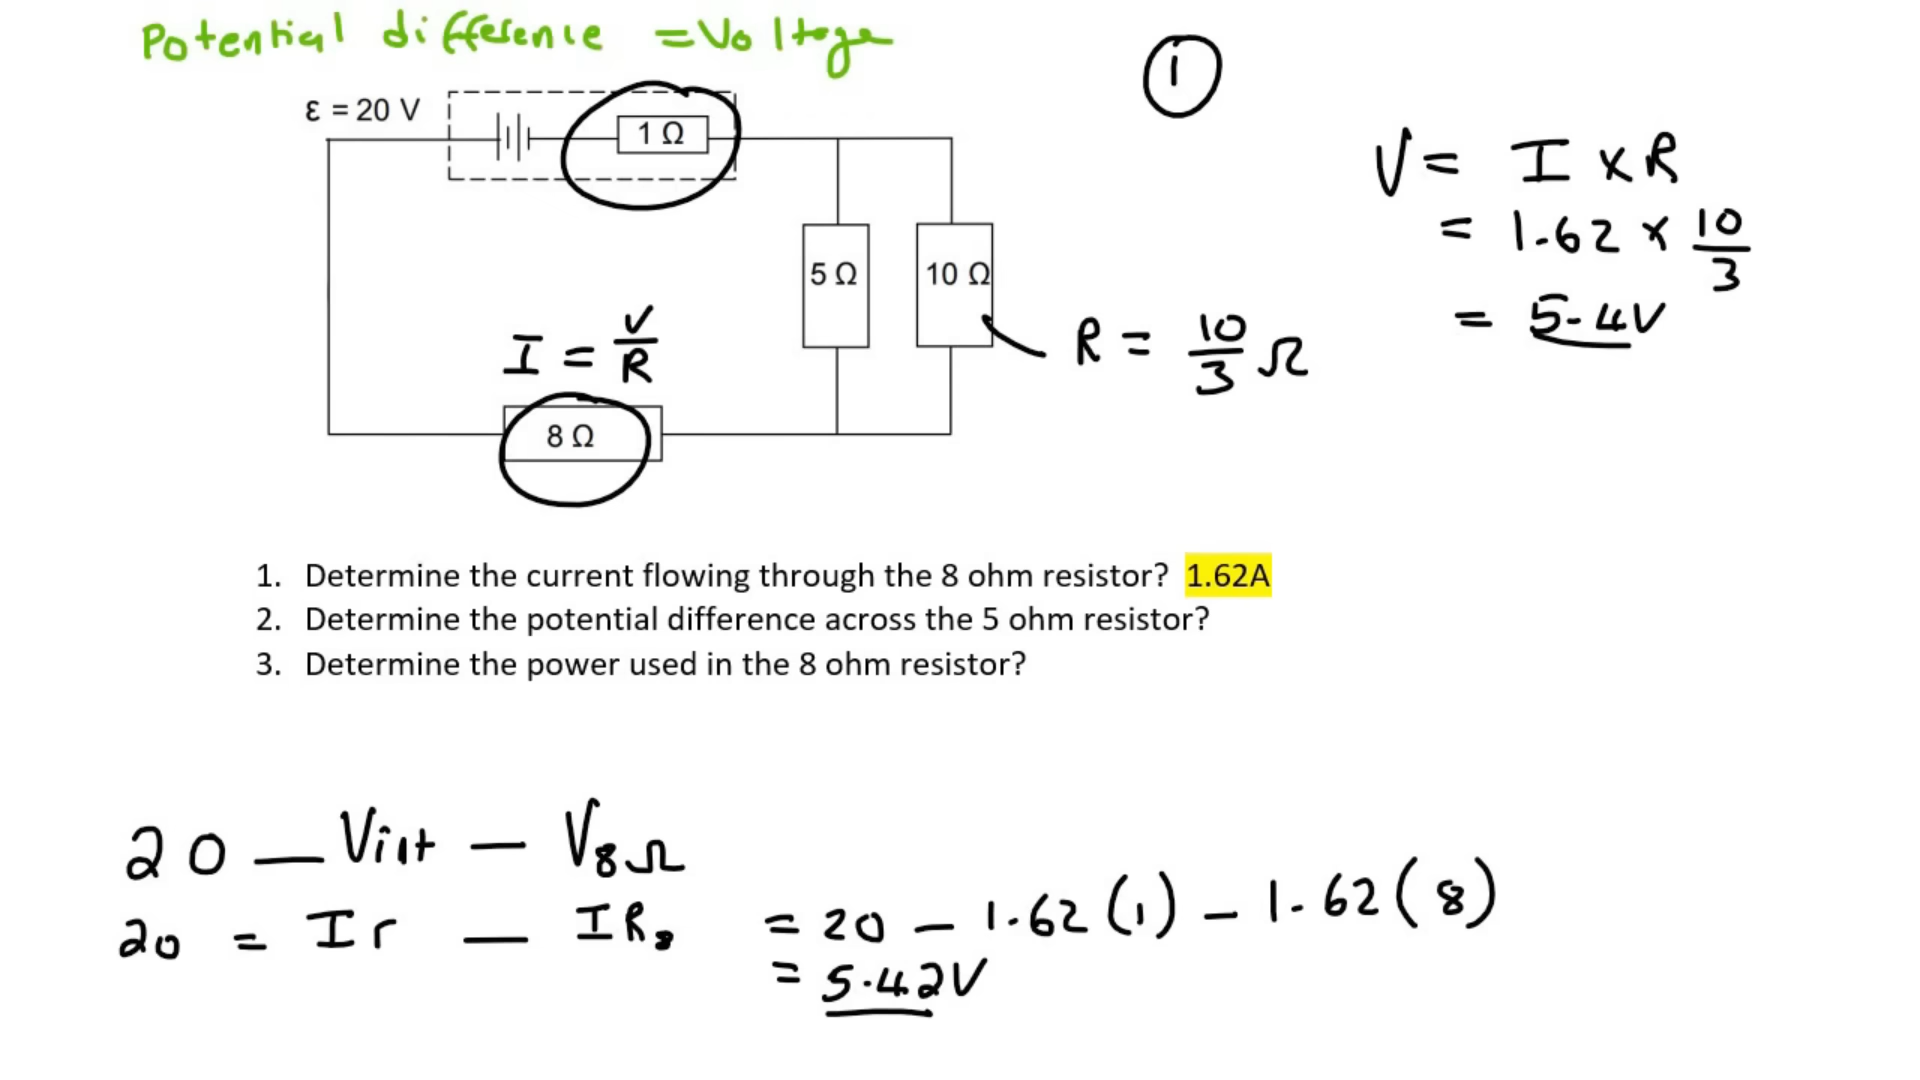 Potential difference = Voltage
ε = 20 V
1 Ω
5 Ω
10 Ω
8 Ω
I = V/R
R = 10/3 Ω
i
V = I × R
= 1.62 × 10/3
= 5.4V
1. Determine the current flowing through the 8 ohm resistor? 1.62A
2. Determine the potential difference across the 5 ohm resistor?
3. Determine the power used in the 8 ohm resistor?
20 — Vint — V8Ω
20 = Ir — IR8
= 20 — 1.62(1) — 1.62(8)
= 5.42V